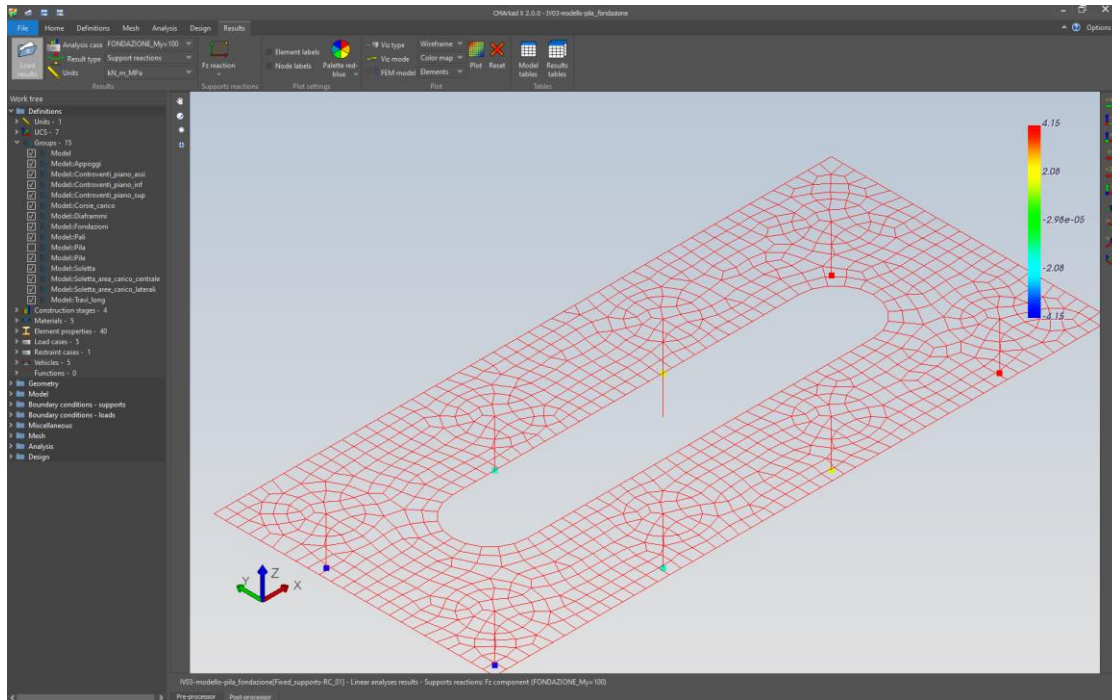 CMArkad X 2.0.0 - IV03-modello-pila_fondazione
File Home Definitions Mesh Analysis Design Results
Options
Load results
Analysis case FONDAZIONE_My=100
Result type Support reactions
Units kN_m_MPa
Results
Fz reaction
Supports reactions
Element labels
Node labels
Palette red-blue
Plot settings
Viz type Wireframe
Viz mode Color map
FEM model Elements
Plot Reset
Plot
Model tables
Results tables
Tables
Work tree
Definitions
Units - 1
UCS - 7
Groups - 15
Model
Model::Appoggi
Model::Controventi_piano_assi
Model::Controventi_piano_inf
Model::Controventi_piano_sup
Model::Corsie_carico
Model::Diaframmi
Model::Fondazioni
Model::Pali
Model::Pila
Model::Pile
Model::Soletta
Model::Soletta_area_carico_centrale
Model::Soletta_aree_carico_laterali
Model::Travi_long
Construction stages - 4
Materials - 5
Element properties - 40
Load cases - 5
Restraint cases - 1
Vehicles - 5
Functions - 0
Geometry
Model
Boundary conditions - supports
Boundary conditions - loads
Miscellaneous
Mesh
Analysis
Design
4.15
2.08
-2.98e-05
-2.08
-4.15
Z
Y
X
IV03-modello-pila_fondazione[Fixed_supports-RC_01] - Linear analyses results - Supports reactions: Fz component (FONDAZIONE_My=100)
Pre-processor Post-processor